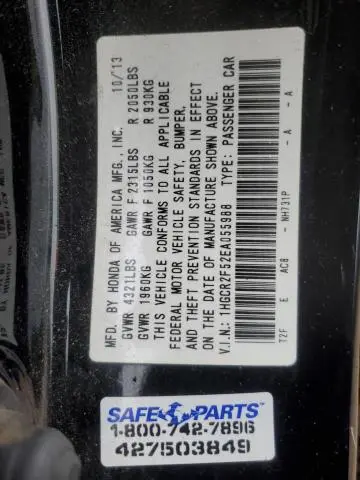 MFD. BY HONDA OF AMERICA MFG., INC. 10/13
GVWR 4321LBS GAWR F 2315LBS R 2050LBS
GVWR 1960KG GAWR F 1050KG R 930KG
THIS VEHICLE CONFORMS TO ALL APPLICABLE
FEDERAL MOTOR VEHICLE SAFETY, BUMPER,
AND THEFT PREVENTION STANDARDS IN EFFECT
ON THE DATE OF MANUFACTURE SHOWN ABOVE.
V.I.N.: 1HGCR2F52EA055988 TYPE: PASSENGER CAR
T2F E AC8 - NH731P - A - A
SAFE PARTS
1-800-742-7896
427503849